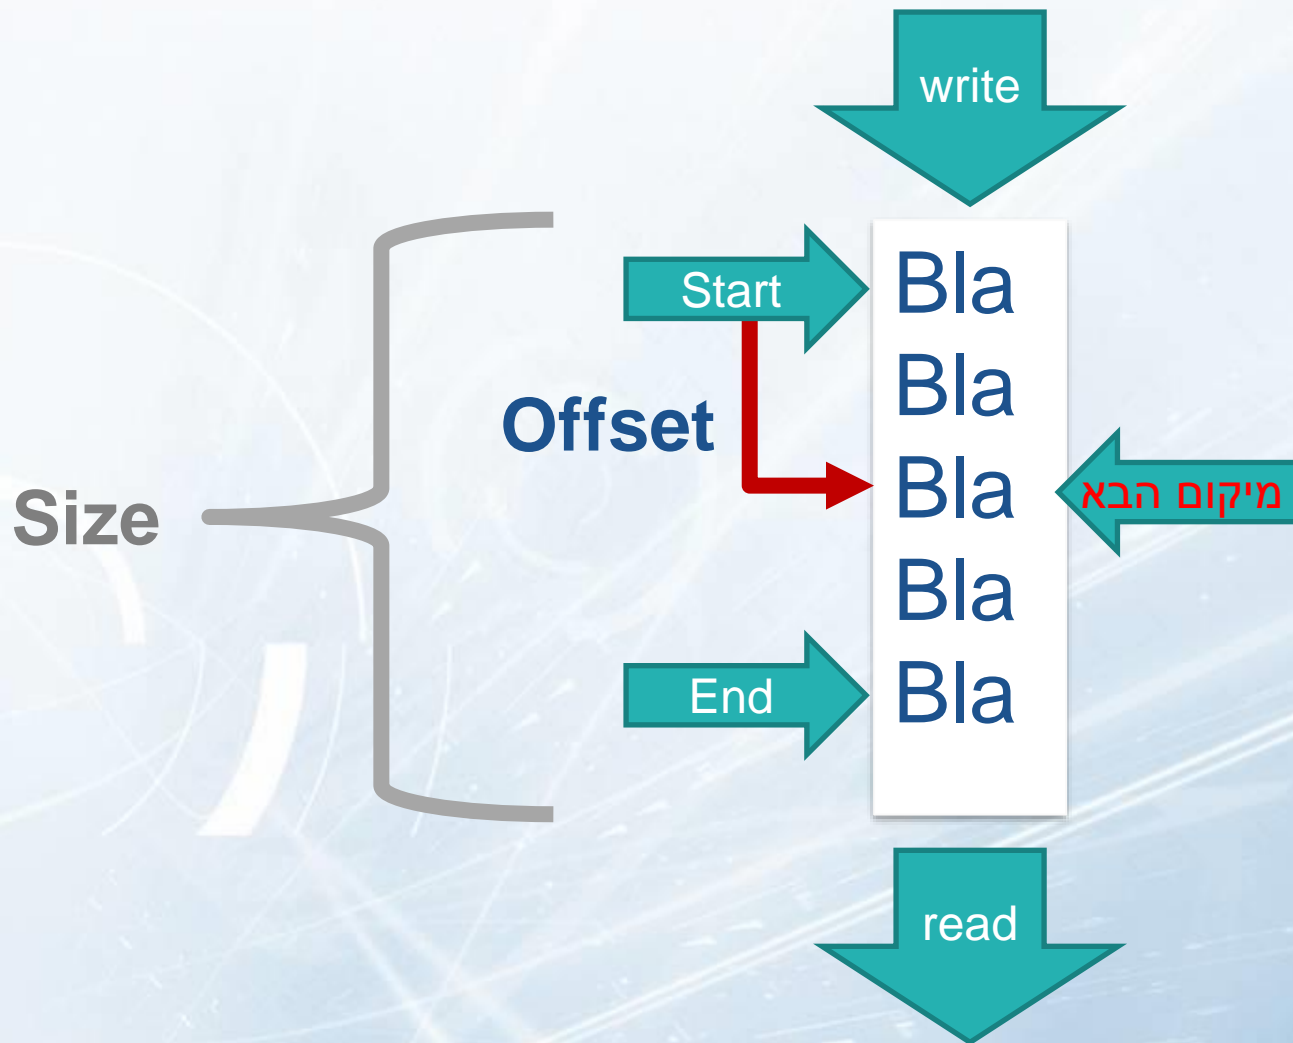 write
Start
Bla
Bla
Offset
Bla
מיקום הבא
Size
Bla
End
Bla
read